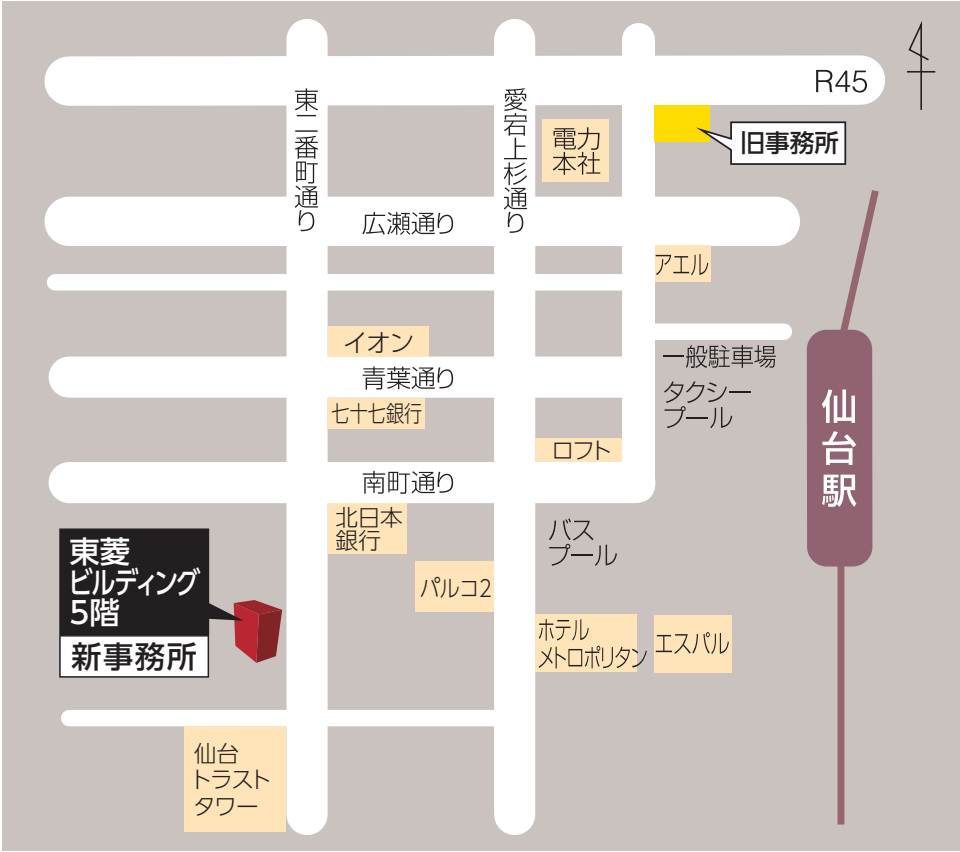 R45
東二番町通り
愛宕上杉通り
電力
本社
旧事務所
広瀬通り
アエル
イオン
青葉通り
一般駐車場
タクシー
プール
七十七銀行
ロフト
仙台駅
南町通り
北日本
銀行
バス
プール
東菱
ビルディング
5階
新事務所
パルコ2
ホテル
メトロポリタン
エスパル
仙台
トラスト
タワー